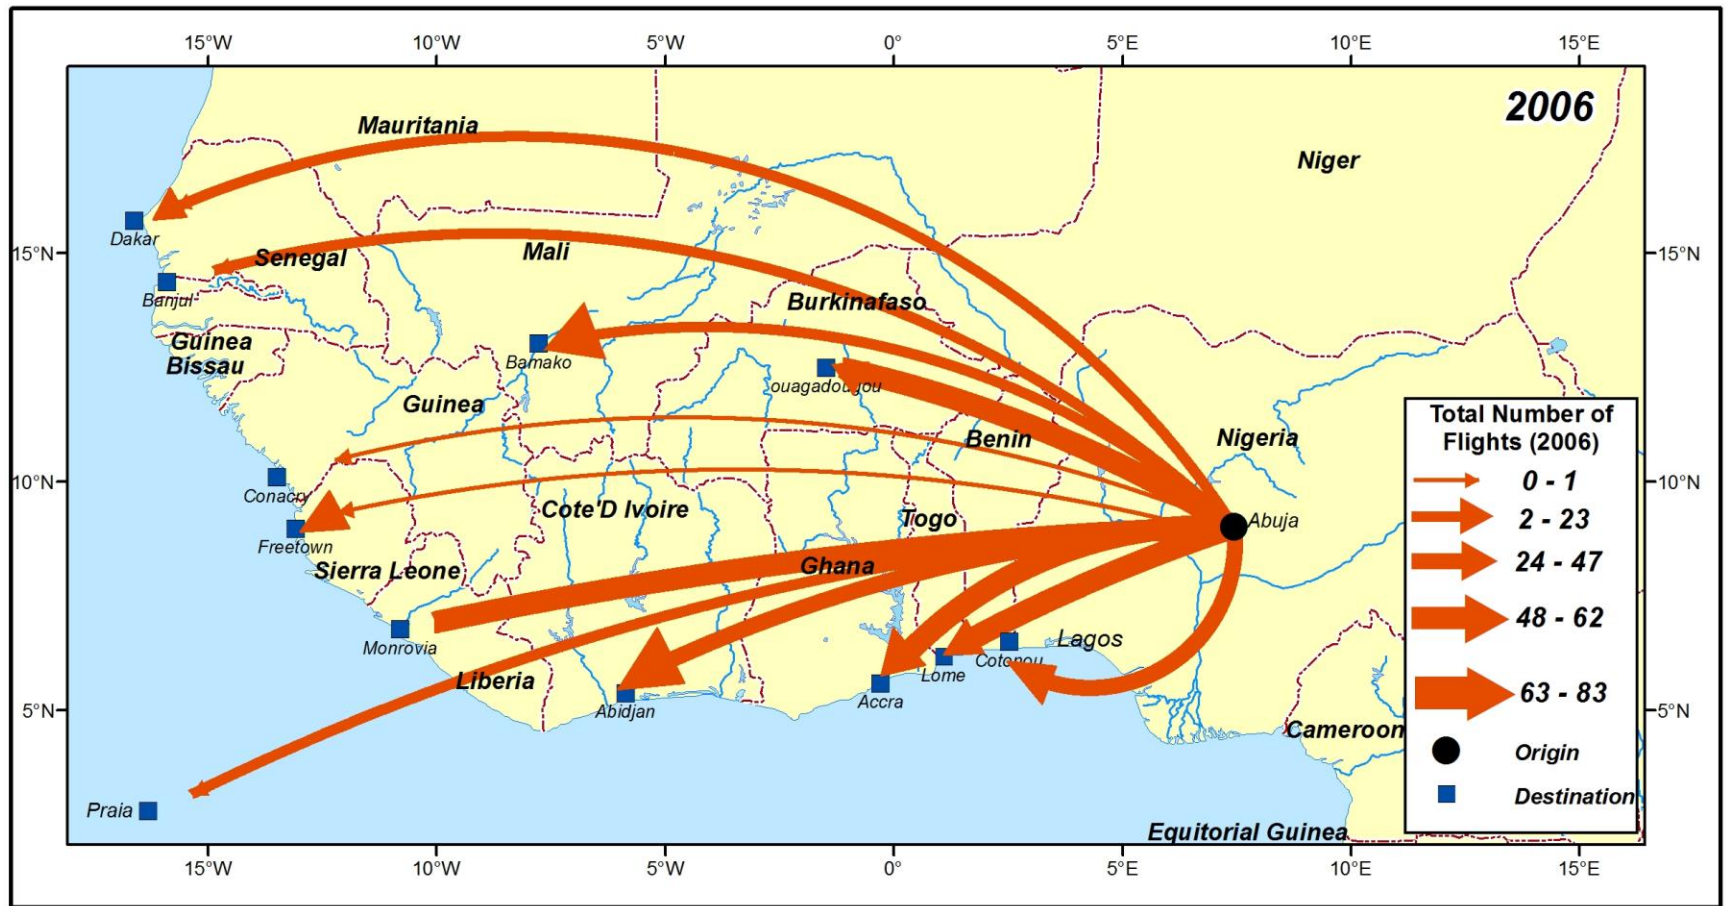 15°W 10°W 5°W 0° 5°E 10°E 15°E
2006
Mauritania
Niger
Dakar
15°N
Senegal
Mali
15°N
Banjul
Burkinafaso
Guinea
Bissau
Bamako
ouagadougou
Guinea
Benin
Nigeria
10°N
Conacry
Cote'D Ivoire
Togo
Abuja
10°N
Freetown
Sierra Leone
Ghana
Monrovia
Lagos
Cotonou
Lome
Liberia
Abidjan
Accra
5°N
Cameroon
5°N
Praia
Equitorial Guinea
Total Number of
Flights (2006)
0 - 1
2 - 23
24 - 47
48 - 62
63 - 83
Origin
Destination
15°W 10°W 5°W 0° 5°E 10°E 15°E